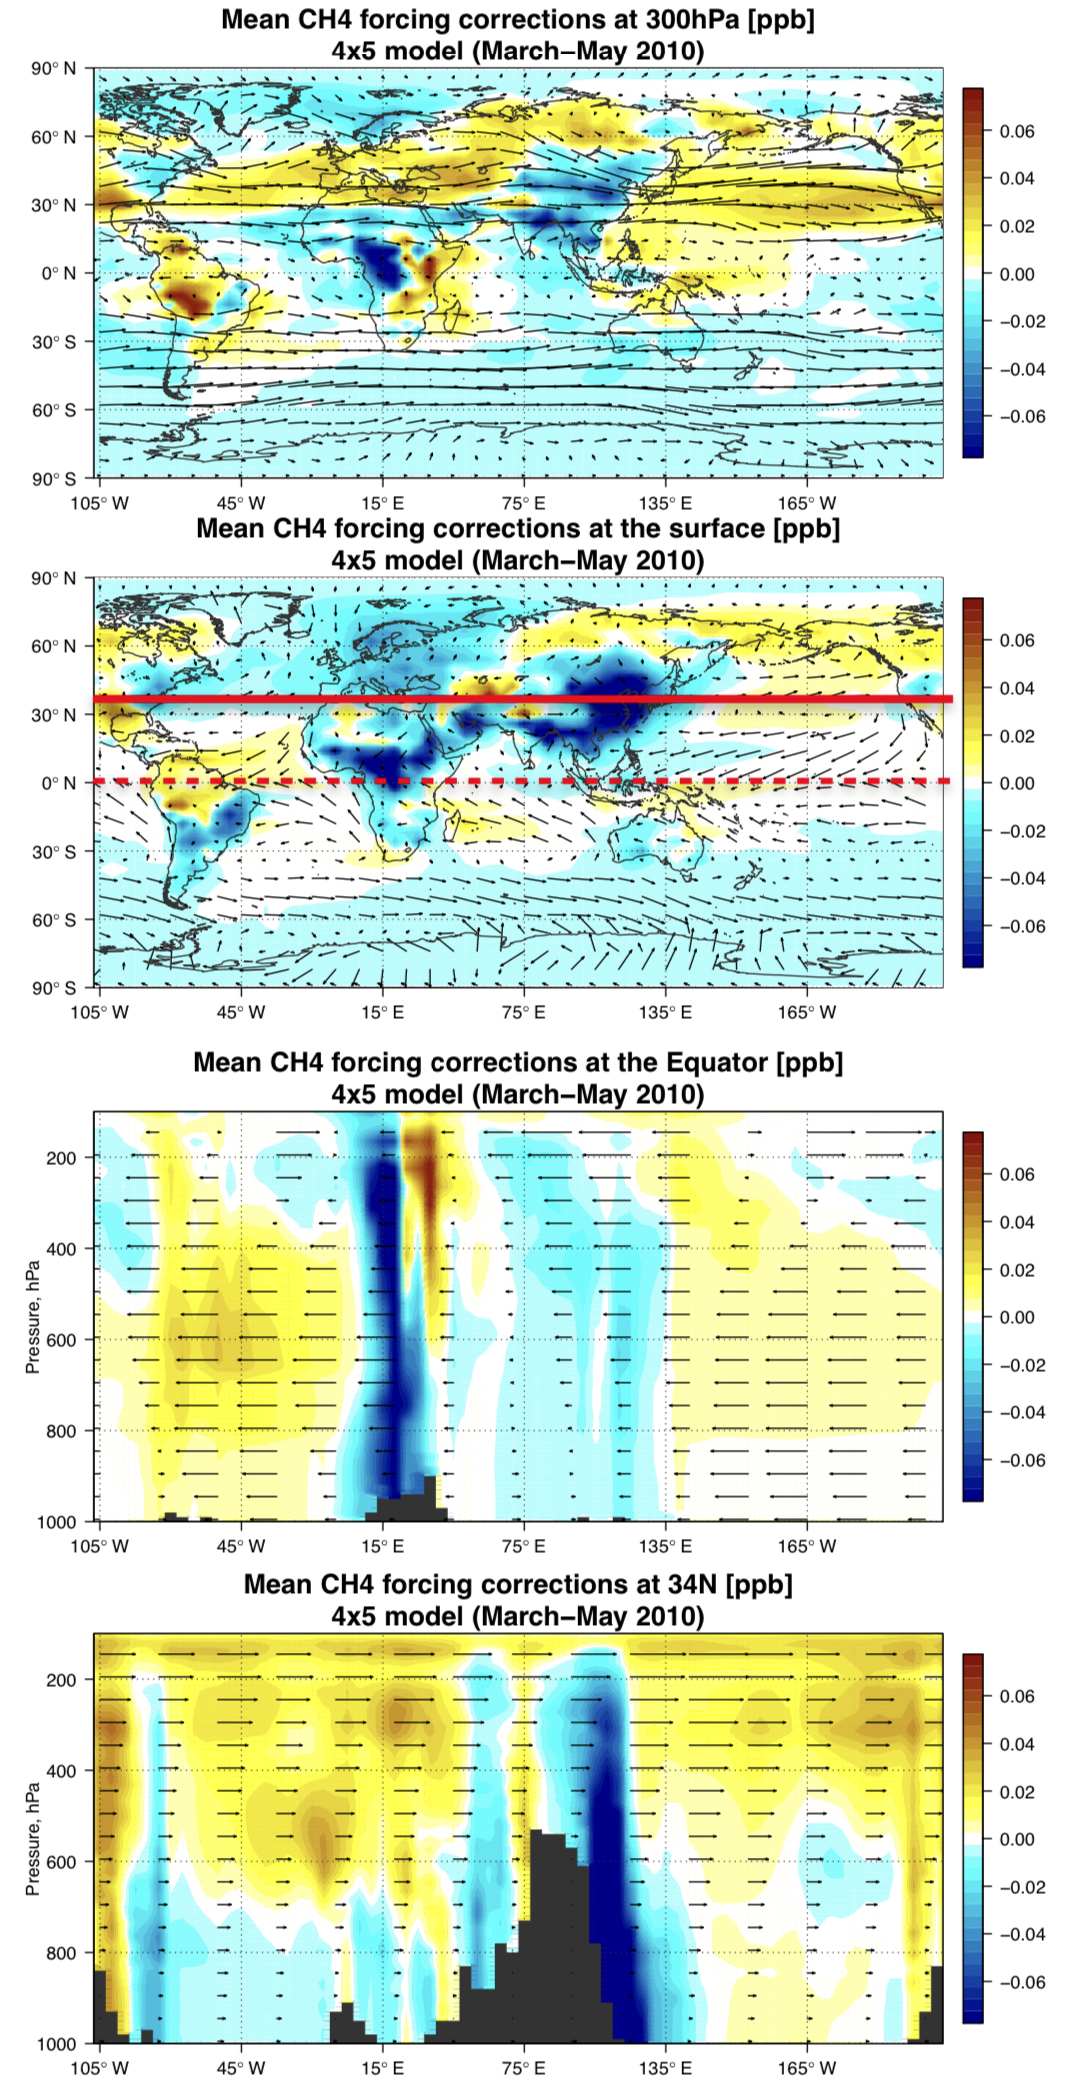 Mean CH4 forcing corrections at 300hPa [ppb]
4x5 model (March−May 2010)
90° N
60° N
30° N
0° N
30° S
60° S
90° S
105° W
45° W
15° E
75° E
135° E
165° W
0.06
0.04
0.02
0.00
−0.02
−0.04
−0.06
Mean CH4 forcing corrections at the surface [ppb]
4x5 model (March−May 2010)
90° N
60° N
30° N
0° N
30° S
60° S
90° S
105° W
45° W
15° E
75° E
135° E
165° W
0.06
0.04
0.02
0.00
−0.02
−0.04
−0.06
Mean CH4 forcing corrections at the Equator [ppb]
4x5 model (March−May 2010)
Pressure, hPa
200
400
600
800
1000
105° W
45° W
15° E
75° E
135° E
165° W
0.06
0.04
0.02
0.00
−0.02
−0.04
−0.06
Mean CH4 forcing corrections at 34N [ppb]
4x5 model (March−May 2010)
Pressure, hPa
200
400
600
800
1000
105° W
45° W
15° E
75° E
135° E
165° W
0.06
0.04
0.02
0.00
−0.02
−0.04
−0.06